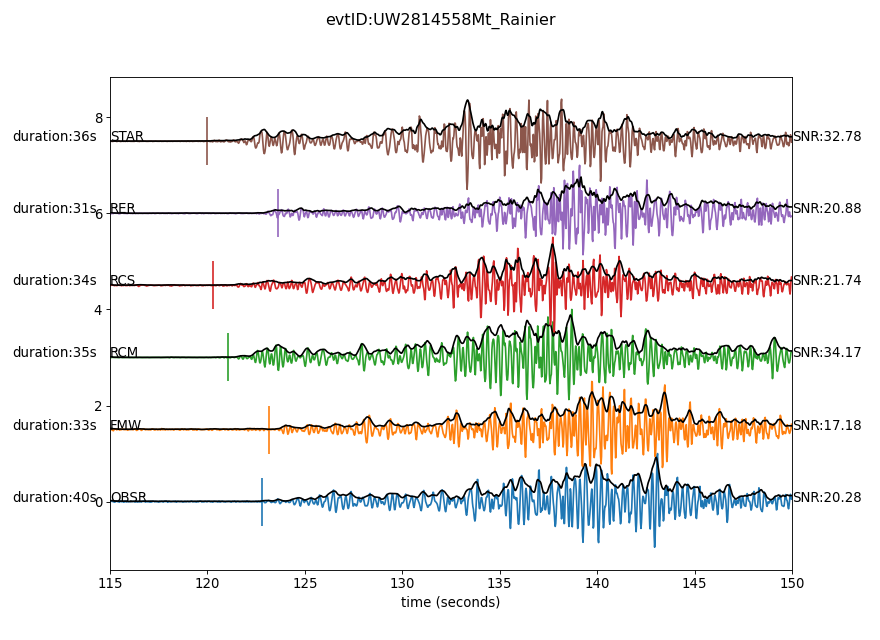 evtID:UW2814558Mt_Rainier
8
duration:36s STAR SNR:32.78
duration:31s RER SNR:20.88
6
duration:34s RCS SNR:21.74
4
duration:35s RCM SNR:34.17
2
duration:33s FMW SNR:17.18
duration:40s OBSR SNR:20.28
0
115 120 125 130 135 140 145 150
time (seconds)